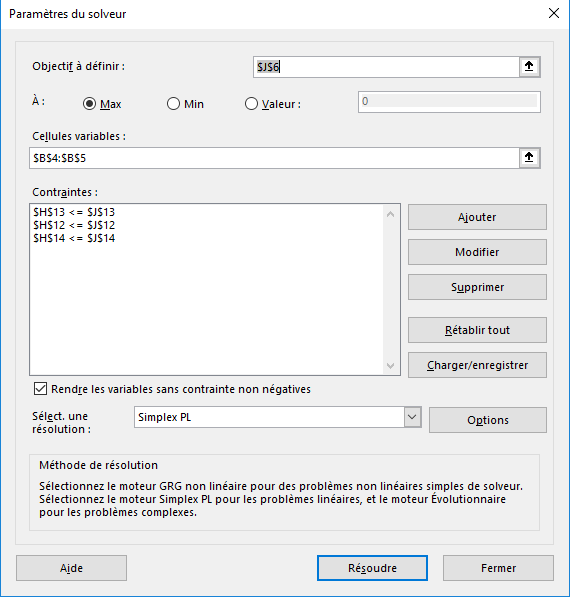 Paramètres du solveur
Objectif à définir :
$J$6
À :
Max
Min
Valeur :
0
Cellules variables :
$B$4:$B$5
Contraintes :
$H$13 <= $J$13
$H$12 <= $J$12
$H$14 <= $J$14
Ajouter
Modifier
Supprimer
Rétablir tout
Charger/enregistrer
Rendre les variables sans contrainte non négatives
Sélect. une
résolution :
Simplex PL
Options
Méthode de résolution
Sélectionnez le moteur GRG non linéaire pour des problèmes non linéaires simples de solveur.
Sélectionnez le moteur Simplex PL pour les problèmes linéaires, et le moteur Évolutionnaire
pour les problèmes complexes.
Aide
Résoudre
Fermer